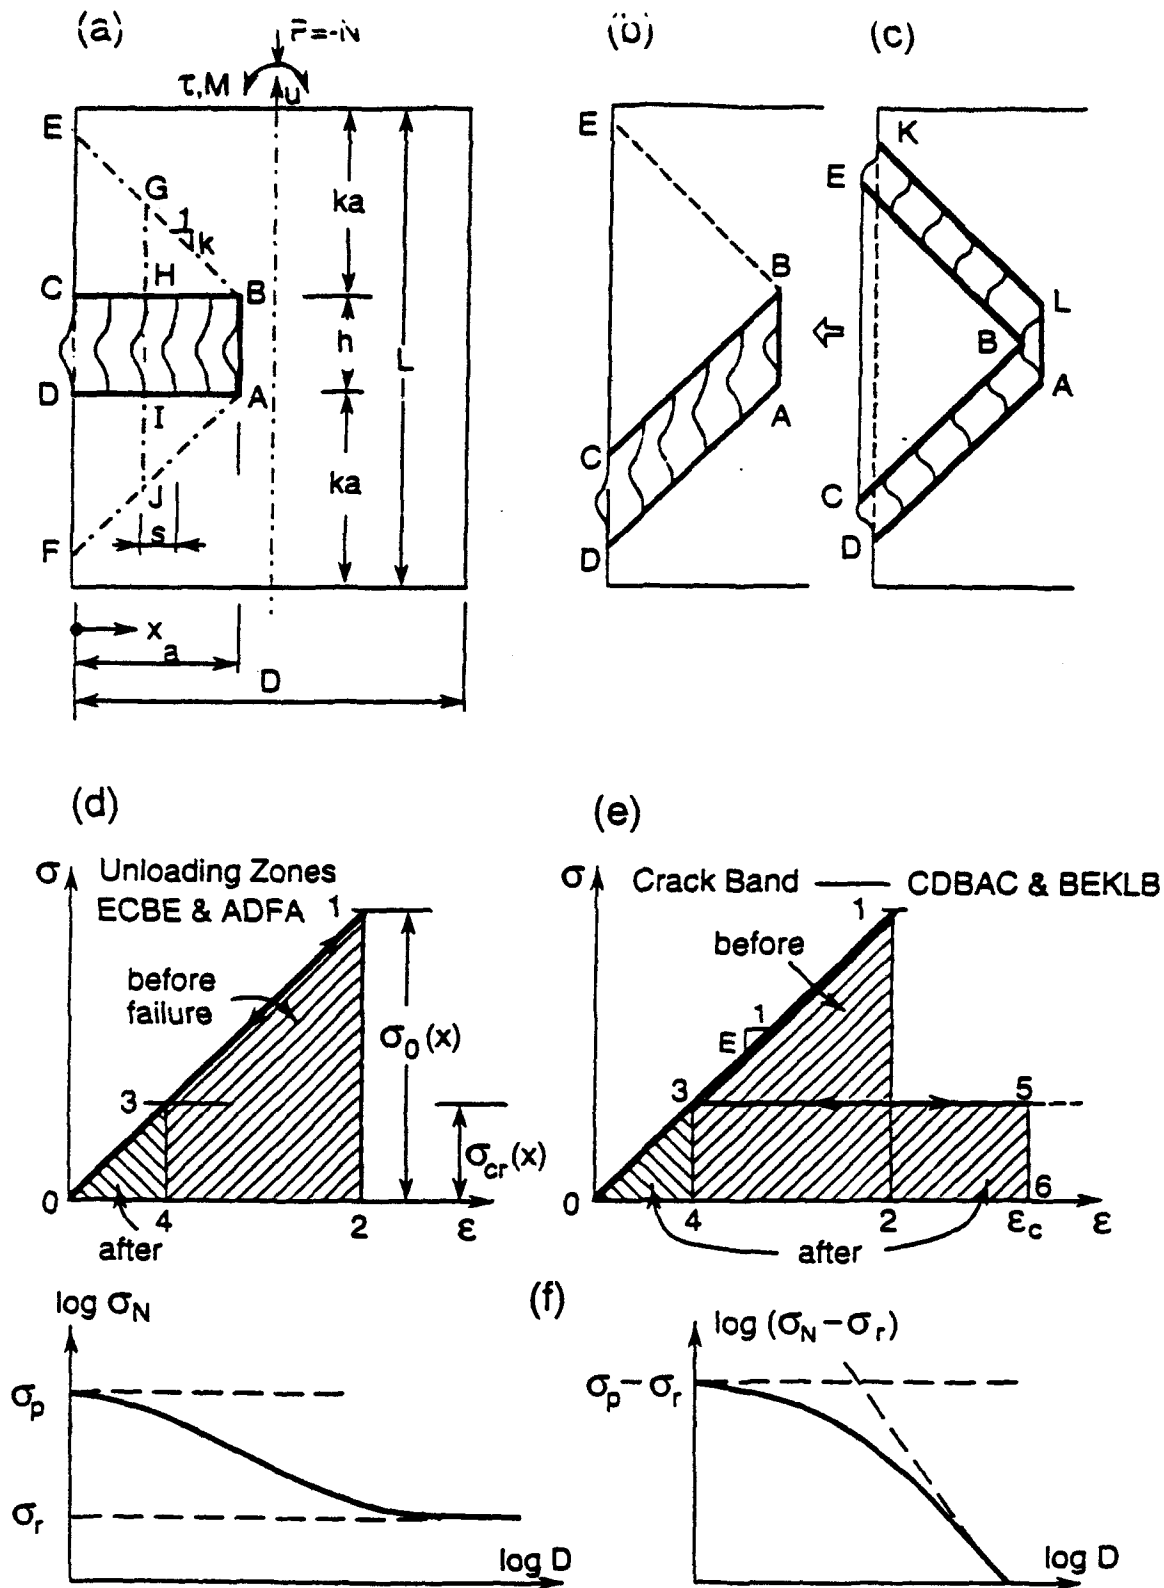 (a)
P=-N
τ,M
u
E
G
1
k
H
C
B
D
A
I
J
F
s
ka
h
ka
L
x
a
D
(b)
E
B
A
C
D
(c)
K
E
L
B
A
C
D
(d)
σ Unloading Zones
ECBE & ADFA
1
before
failure
σ₀(x)
3
σcr(x)
0 4 2 ε
after
(e)
σ Crack Band —— CDBAC & BEKLB
1
before
1
E
3 5
0 4 2 εc 6 ε
after
(f)
log σN
σp
σr
log D
log (σN − σr)
σp − σr
log D